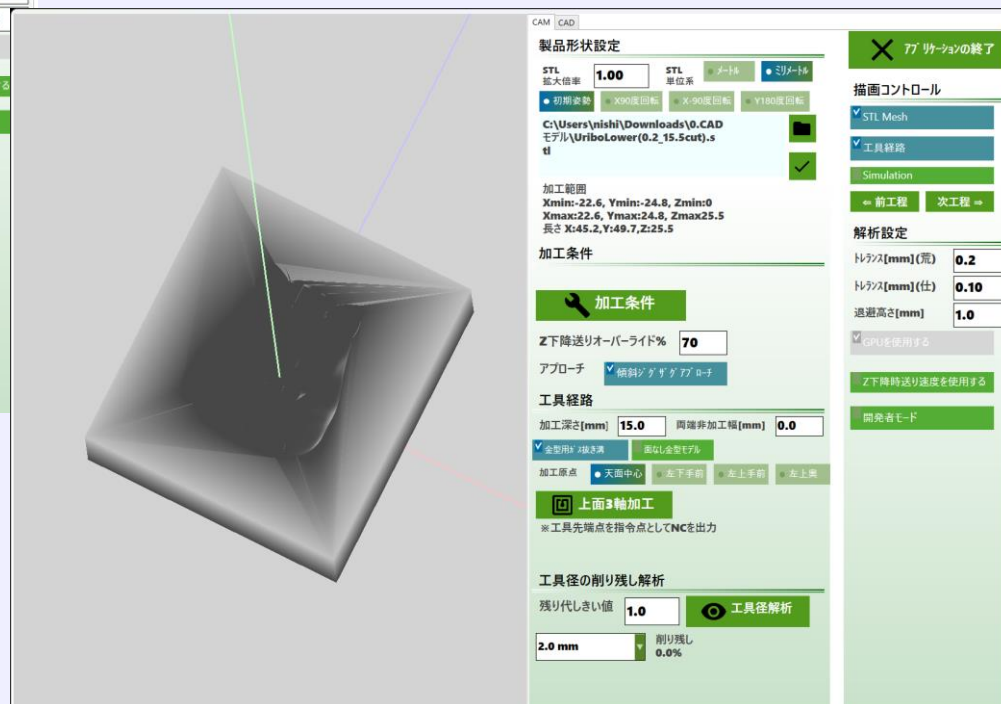 CAM CAD
製品形状設定
STL
拡大倍率
1.00
STL
単位系
メートル
ミリメートル
初期姿勢
X90度回転
X-90度回転
Y180度回転
C:\Users\nishi\Downloads\0.CAD
モデル\UriboLower(0.2_15.5cut).s
tl
加工範囲
Xmin:-22.6, Ymin:-24.8, Zmin:0
Xmax:22.6, Ymax:24.8, Zmax25.5
長さ X:45.2,Y:49.7,Z:25.5
加工条件
加工条件
Z下降送りオーバーライド% 70
アプローチ 傾斜ジグザグアプローチ
工具経路
加工深さ[mm] 15.0 両端非加工幅[mm] 0.0
金型用ガス抜き溝 面なし金型モデル
加工原点 天面中心 左下手前 左上手前 左上奥
上面3軸加工
※工具先端点を指令点としてNCを出力
工具径の削り残し解析
残り代しきい値 1.0 工具径解析
2.0 mm
削り残し
0.0%
アプリケーションの終了
描画コントロール
STL Mesh
工具経路
Simulation
⇐ 前工程 次工程 ⇒
解析設定
トレランス[mm](荒) 0.2
トレランス[mm](仕) 0.10
退避高さ[mm] 1.0
GPUを使用する
Z下降時送り速度を使用する
開発者モード